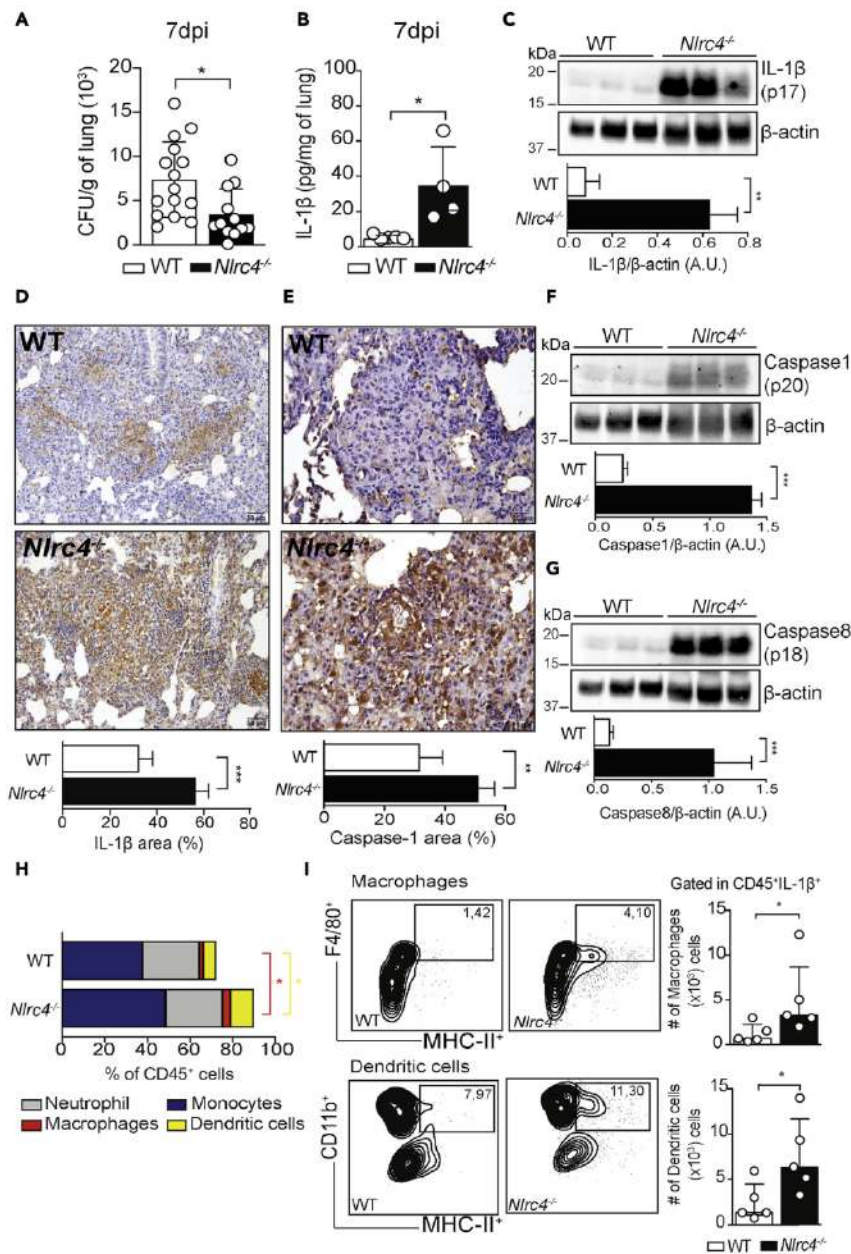 A
7dpi
*
CFU/g of lung (10³)
20
15
10
5
0
WT Nlrc4-/-
B
7dpi
*
IL-1β (pg/mg of lung)
100
80
60
40
20
0
WT Nlrc4-/-
C
WT Nlrc4-/-
kDa
20
15
IL-1β
(p17)
37
β-actin
WT
Nlrc4-/-
**
0.0 0.2 0.4 0.6 0.8
IL-1β/β-actin (A.U.)
D
WT
Nlrc4-/-
WT
Nlrc4-/-
***
0 20 40 60 80
IL-1β area (%)
E
WT
Nlrc4-/-
WT
Nlrc4-/-
**
0 20 40 60
Caspase-1 area (%)
F
WT Nlrc4-/-
kDa
20
Caspase1
(p20)
37
β-actin
WT
Nlrc4-/-
***
0.0 0.5 1.0 1.5
Caspase1/β-actin (A.U.)
G
WT Nlrc4-/-
kDa
20
15
Caspase8
(p18)
37
β-actin
WT
Nlrc4-/-
***
0.0 0.5 1.0 1.5
Caspase8/β-actin (A.U.)
H
WT
Nlrc4-/-
* *
0 20 40 60 80 100
% of CD45⁺ cells
Neutrophil Monocytes
Macrophages Dendritic cells
I
Macrophages
F4/80⁺
1,42
WT
4,10
Nlrc4-
MHC-II⁺
Gated in CD45⁺IL-1β⁺
# of Macrophages
(x10³) cells
15
10
5
0
*
Dendritic cells
CD11b⁺
7,97
WT
11,30
Nlrc4-/-
MHC-II⁺
# of Dendritic cells
(x10³) cells
15
10
5
0
*
WT Nlrc4-/-